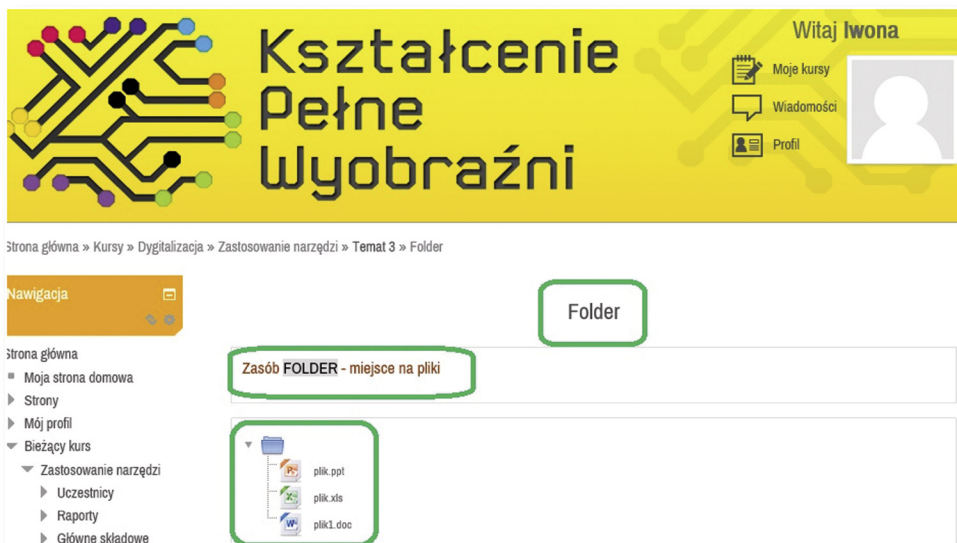 Kształcenie
Pełne
Wyobraźni
Witaj Iwona
Moje kursy
Wiadomości
Profil
Strona główna » Kursy » Dygitalizacja » Zastosowanie narzędzi » Temat 3 » Folder
Nawigacja
Strona główna
Moja strona domowa
Strony
Mój profil
Bieżący kurs
Zastosowanie narzędzi
Uczestnicy
Raporty
Główne składowe
Folder
Zasób FOLDER - miejsce na pliki
plik.ppt
plik.xls
plik1.doc